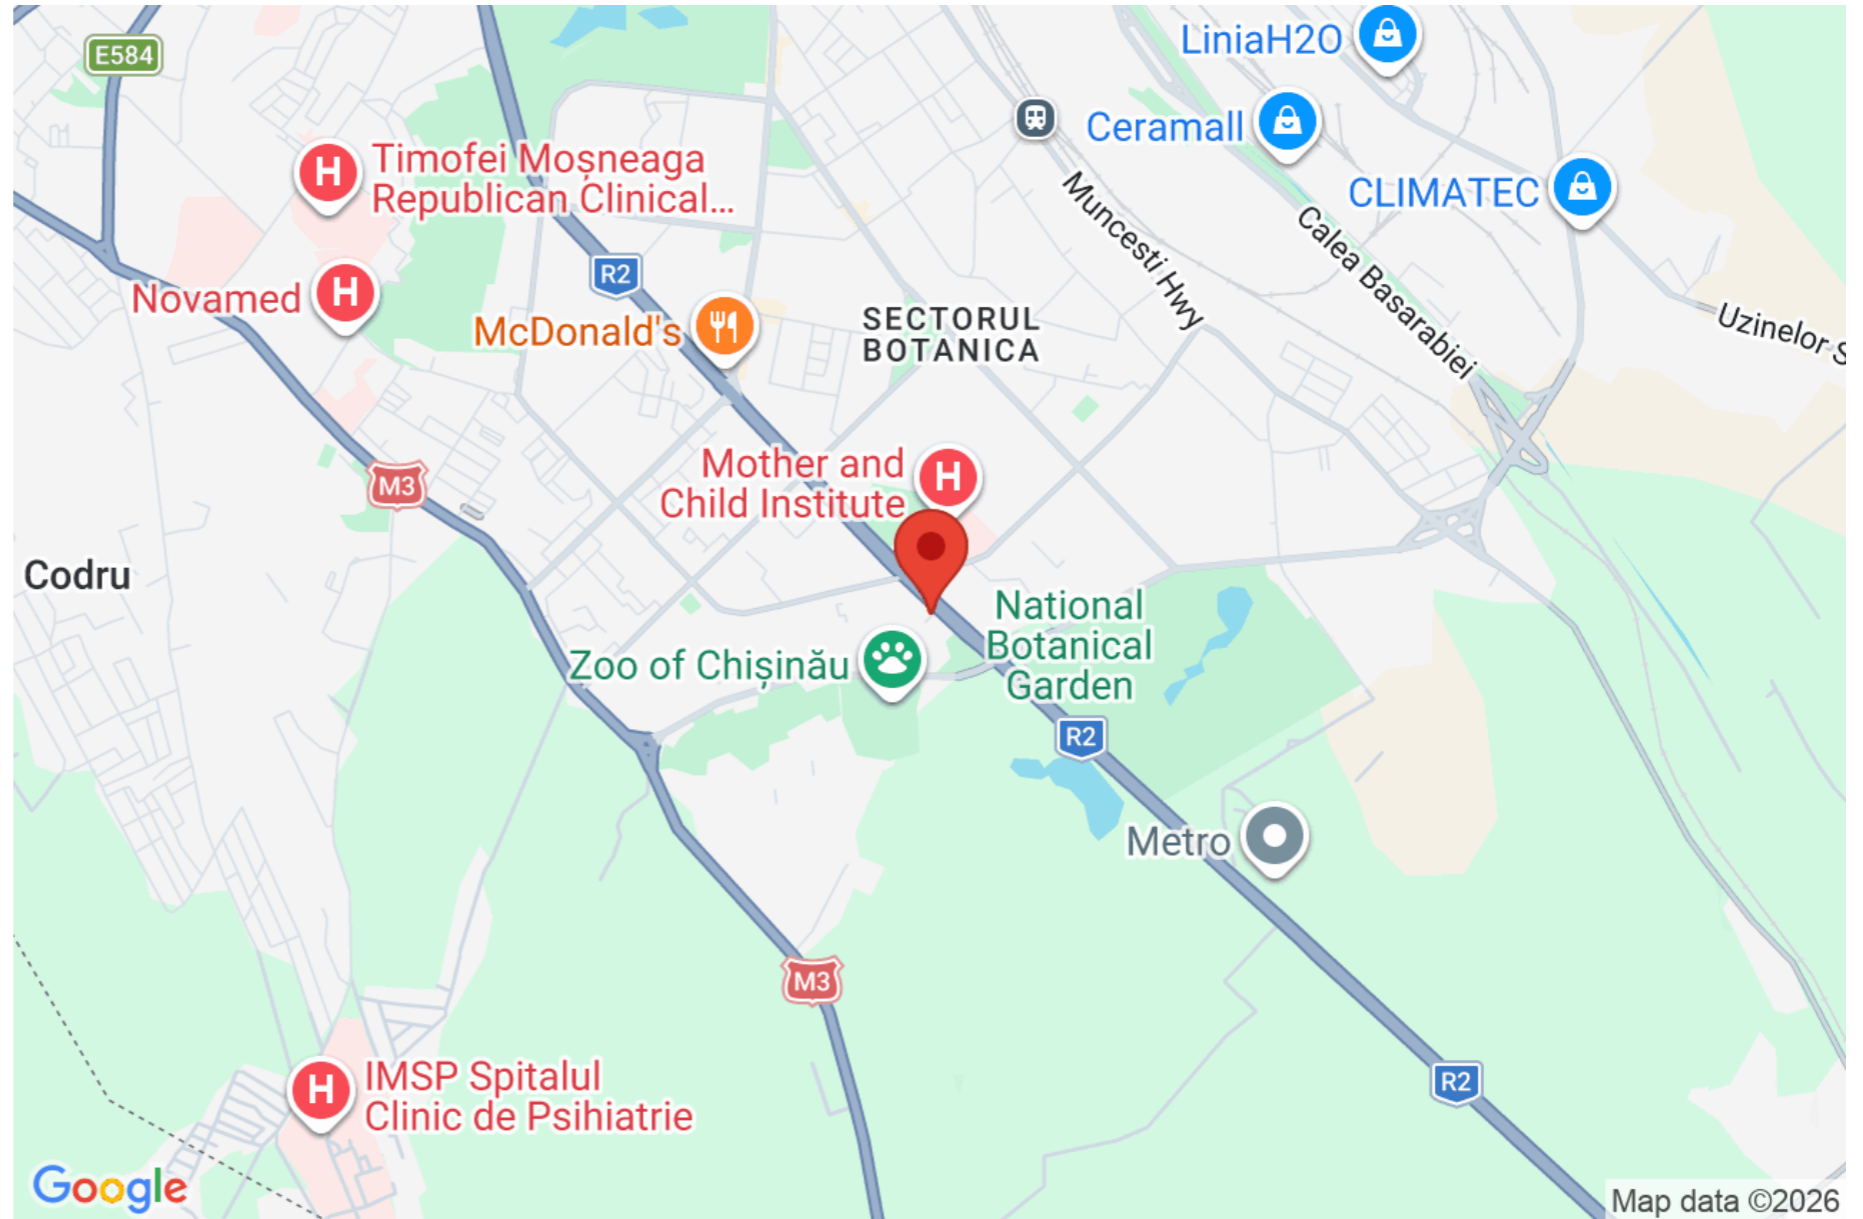 E584
LiniaH2O
Ceramall
CLIMATEC
Timofei Moșneaga
Republican Clinical...
Muncesti Hwy
Calea Basarabiei
Uzinelor S
R2
Novamed
McDonald's
SECTORUL
BOTANICA
M3
Mother and
Child Institute
Codru
National
Botanical
Garden
Zoo of Chișinău
R2
Metro
M3
R2
IMSP Spitalul
Clinic de Psihiatrie
Google
Map data ©2026
H
H
H
H